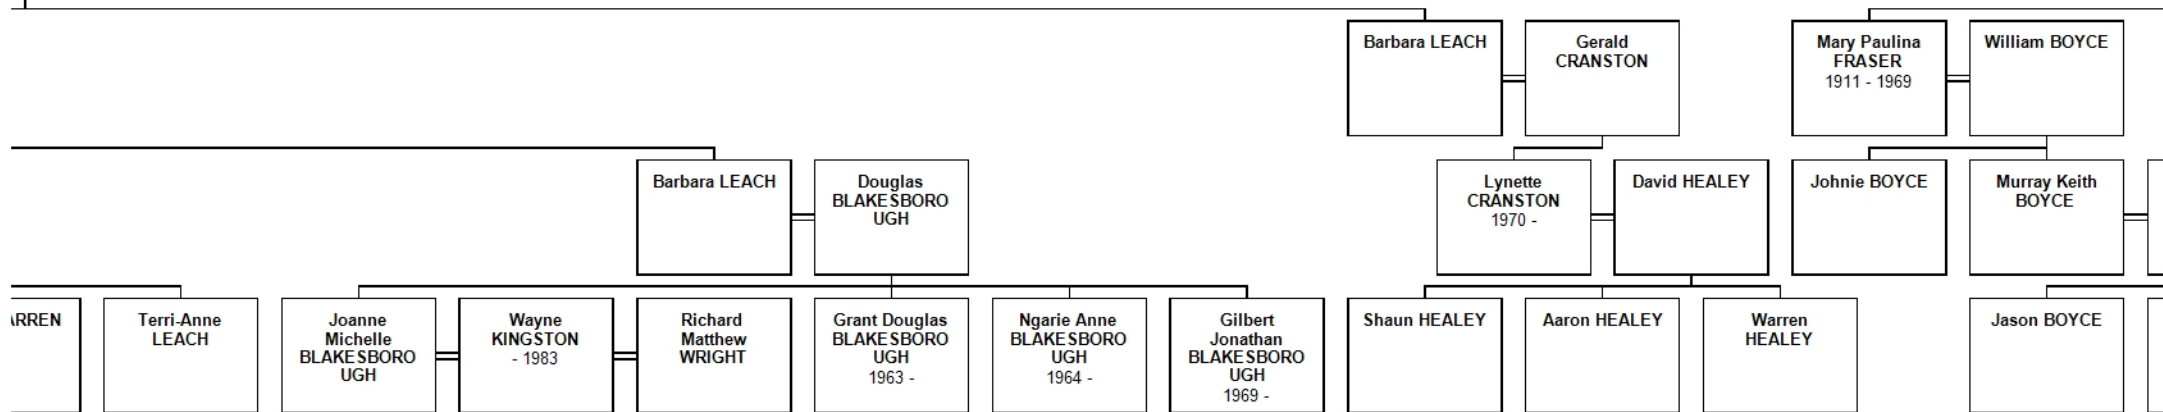 Barbara LEACH
Gerald
CRANSTON
Mary Paulina
FRASER
1911 - 1969
William BOYCE
Barbara LEACH
Douglas
BLAKESBORO
UGH
Lynette
CRANSTON
1970 -
David HEALEY
Johnie BOYCE
Murray Keith
BOYCE
ARREN
Terri-Anne
LEACH
Joanne
Michelle
BLAKESBORO
UGH
Wayne
KINGSTON
- 1983
Richard
Matthew
WRIGHT
Grant Douglas
BLAKESBORO
UGH
1963 -
Ngarie Anne
BLAKESBORO
UGH
1964 -
Gilbert
Jonathan
BLAKESBORO
UGH
1969 -
Shaun HEALEY
Aaron HEALEY
Warren
HEALEY
Jason BOYCE